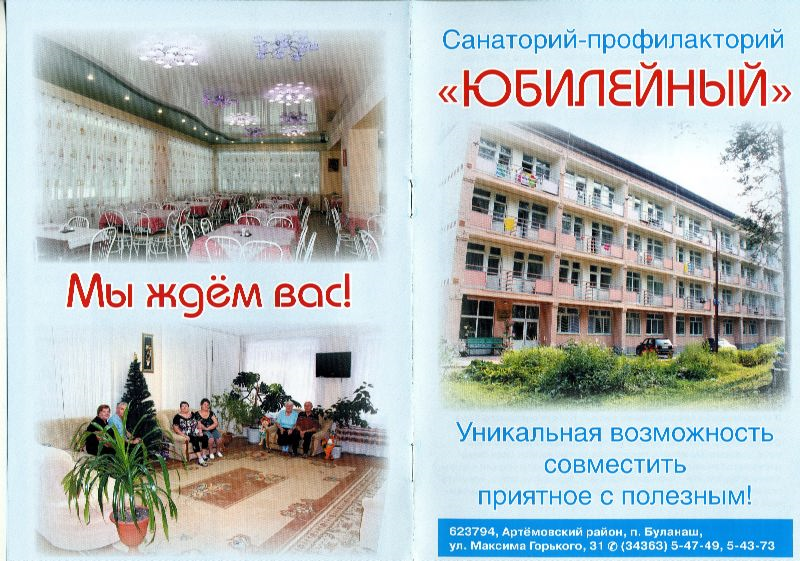 Мы ждём вас!
Санаторий-профилакторий
«ЮБИЛЕЙНЫЙ»
Уникальная возможность
совместить
приятное с полезным!
623794, Артёмовский район, п. Буланаш,
ул. Максима Горького, 31 ✆ (34363) 5-47-49, 5-43-73